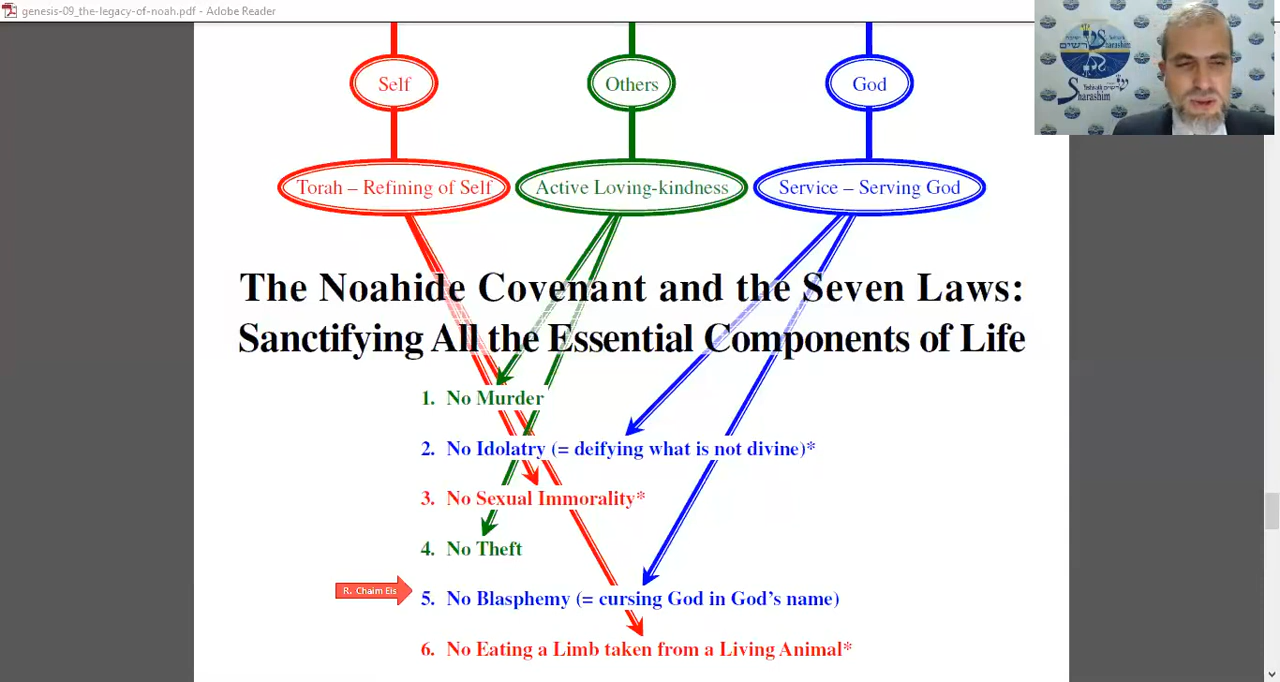 genesis-09_the-legacy-of-noah.pdf - Adobe Reader
שרשים
Yeshivah
Sharashim
Self
Others
God
Torah – Refining of Self
Active Loving-kindness
Service – Serving God
The Noahide Covenant and the Seven Laws:
Sanctifying All the Essential Components of Life
1. No Murder
2. No Idolatry (= deifying what is not divine)*
3. No Sexual Immorality*
4. No Theft
R. Chaim Eis
5. No Blasphemy (= cursing God in God's name)
6. No Eating a Limb taken from a Living Animal*